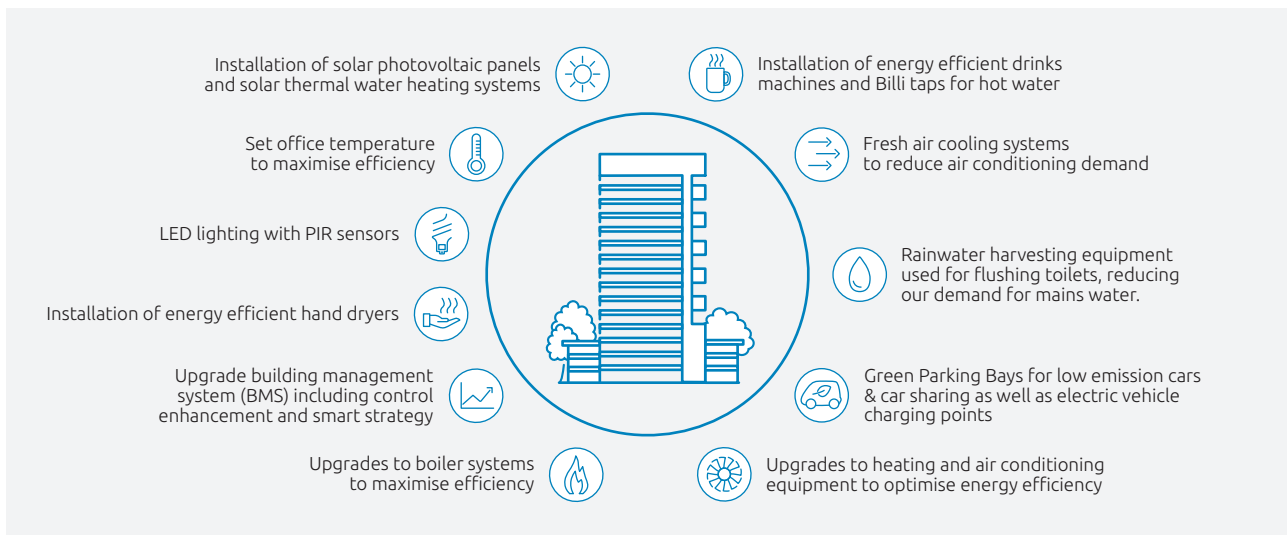 Installation of solar photovoltaic panels
and solar thermal water heating systems
Set office temperature
to maximise efficiency
LED lighting with PIR sensors
Installation of energy efficient hand dryers
Upgrade building management
system (BMS) including control
enhancement and smart strategy
Upgrades to boiler systems
to maximise efficiency
Installation of energy efficient drinks
machines and Billi taps for hot water
Fresh air cooling systems
to reduce air conditioning demand
Rainwater harvesting equipment
used for flushing toilets, reducing
our demand for mains water.
Green Parking Bays for low emission cars
& car sharing as well as electric vehicle
charging points
Upgrades to heating and air conditioning
equipment to optimise energy efficiency